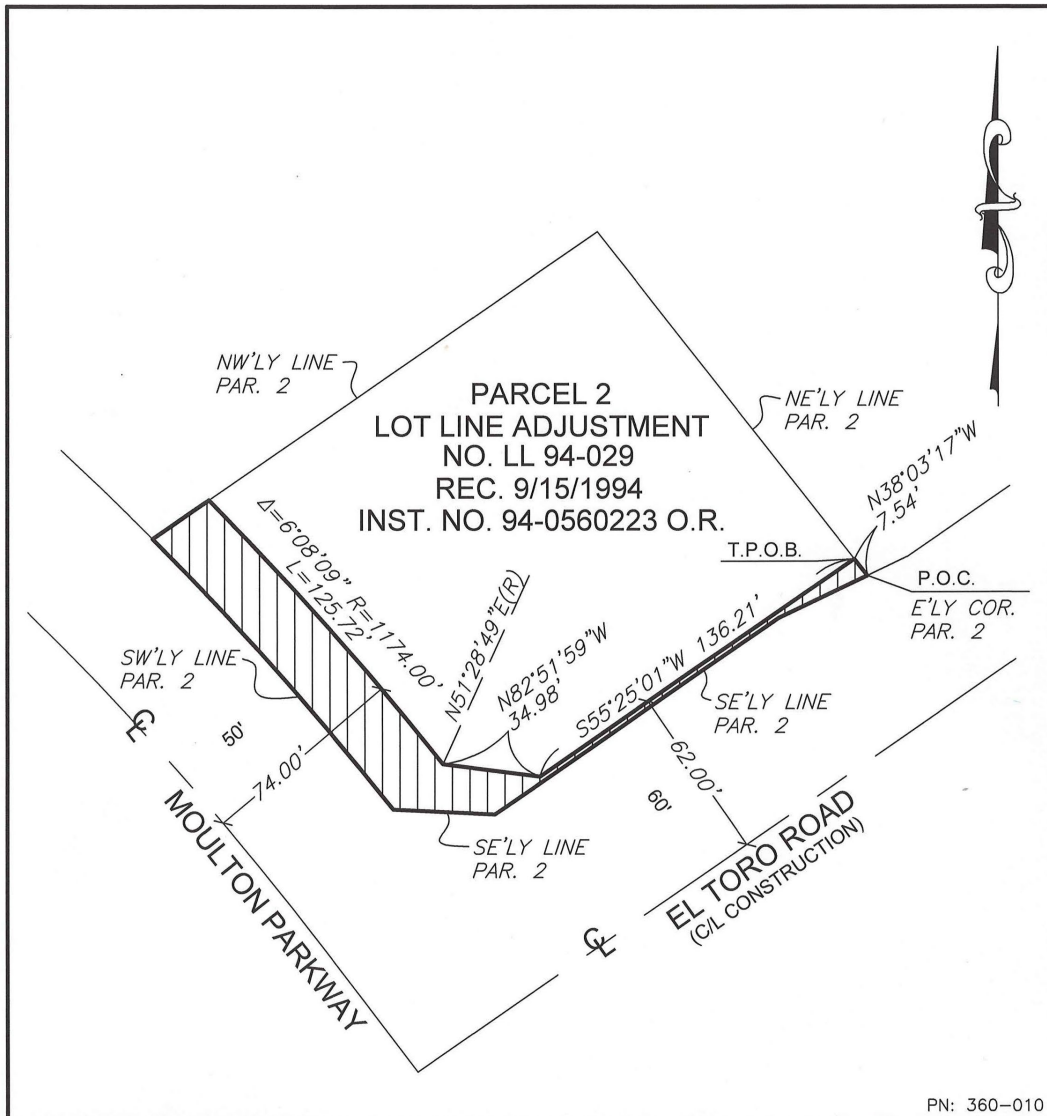 NW'LY LINE
PAR. 2
PARCEL 2
LOT LINE ADJUSTMENT
NO. LL 94-029
REC. 9/15/1994
INST. NO. 94-0560223 O.R.
NE'LY LINE
PAR. 2
N38°03'17"W
7.54'
T.P.O.B.
P.O.C.
E'LY COR.
PAR. 2
Δ=6°08'09" R=1174.00'
L=125.72'
N51°28'49"E(R)
N82°51'59"W
34.98'
S55°25'01"W 136.21'
SW'LY LINE
PAR. 2
SE'LY LINE
PAR. 2
℄
50'
74.00'
62.00'
60'
SE'LY LINE
PAR. 2
MOULTON PARKWAY
℄
EL TORO ROAD
(C/L CONSTRUCTION)
PN: 360-010